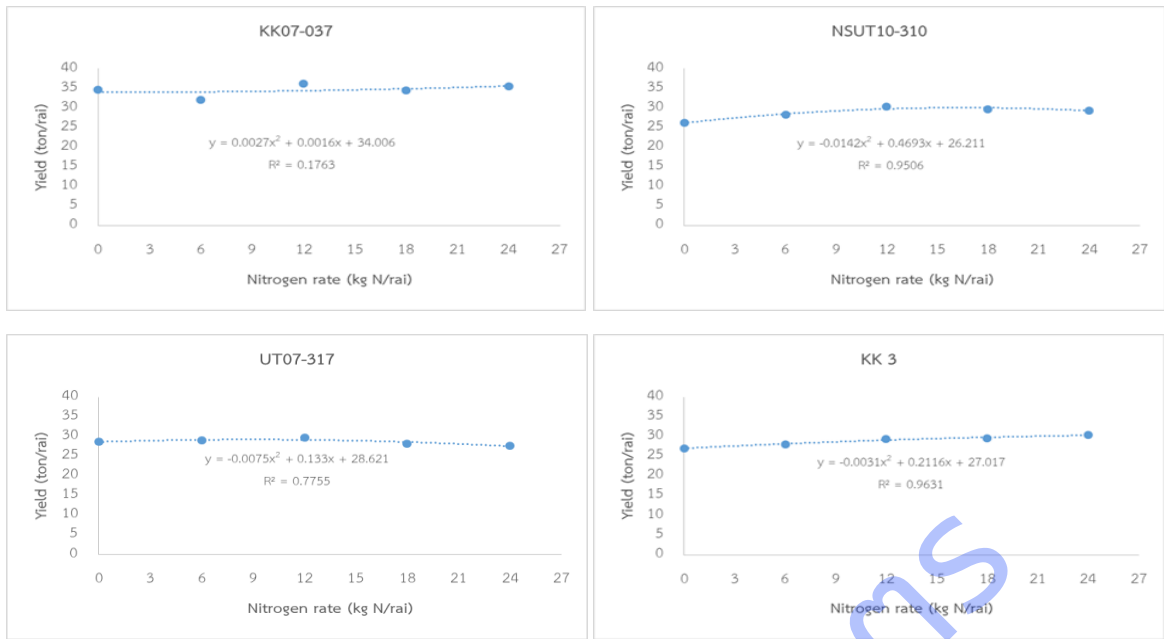 KK07-037
40
35
30
25
20
15
10
5
0
Yield (ton/rai)
y = 0.0027x² + 0.0016x + 34.006
R² = 0.1763
0 3 6 9 12 15 18 21 24 27
Nitrogen rate (kg N/rai)
NSUT10-310
40
35
30
25
20
15
10
5
0
Yield (ton/rai)
y = -0.0142x² + 0.4693x + 26.211
R² = 0.9506
0 3 6 9 12 15 18 21 24 27
Nitrogen rate (kg N/rai)
UT07-317
40
35
30
25
20
15
10
5
0
Yield (ton/rai)
y = -0.0075x² + 0.133x + 28.621
R² = 0.7755
0 3 6 9 12 15 18 21 24 27
Nitrogen rate (kg N/rai)
KK 3
40
35
30
25
20
15
10
5
0
Yield (ton/rai)
y = -0.0031x² + 0.2116x + 27.017
R² = 0.9631
0 3 6 9 12 15 18 21 24 27
Nitrogen rate (kg N/rai)